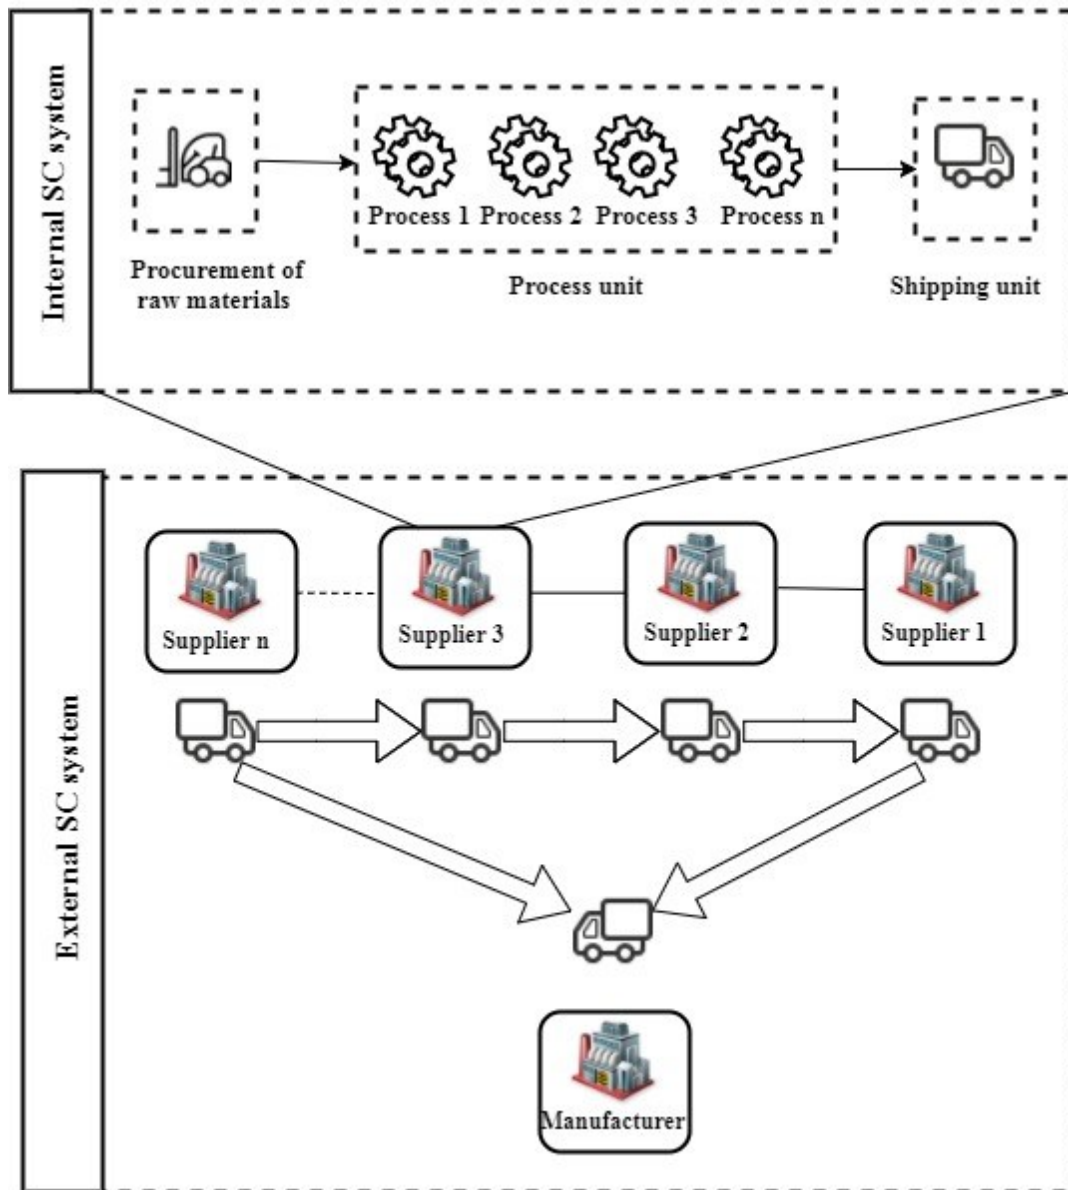 Internal SC system
Process 1
Process 2
Process 3
Process n
Procurement of
raw materials
Process unit
Shipping unit
External SC system
Supplier n
Supplier 3
Supplier 2
Supplier 1
Manufacturer